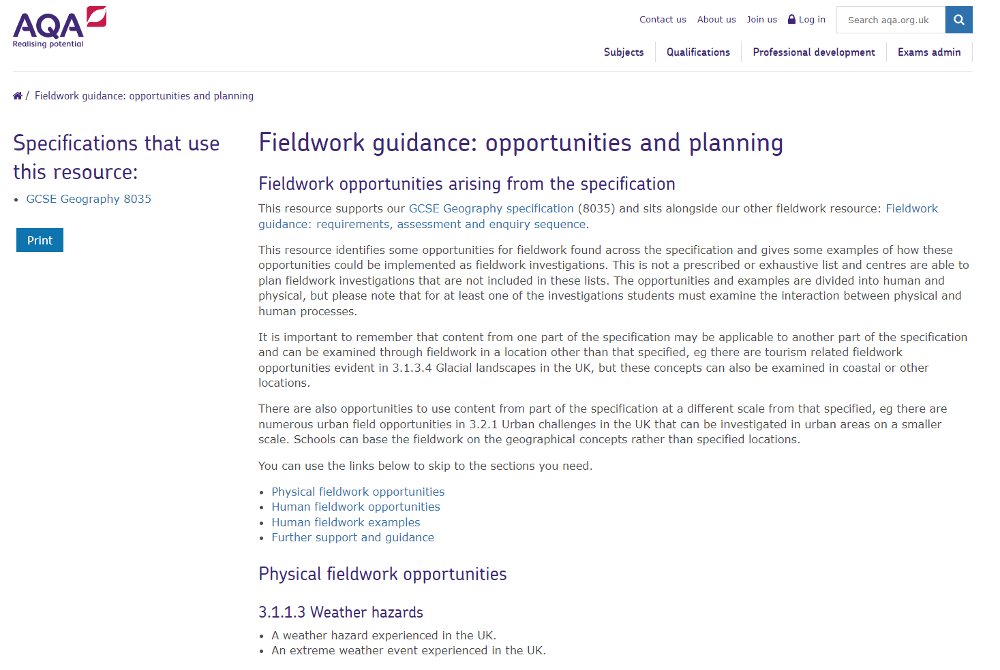 AQA
Realising potential
Contact us
About us
Join us
Log in
Search aqa.org.uk
Subjects
Qualifications
Professional development
Exams admin
/ Fieldwork guidance: opportunities and planning
Specifications that use
this resource:
• GCSE Geography 8035
Print
Fieldwork guidance: opportunities and planning
Fieldwork opportunities arising from the specification
This resource supports our GCSE Geography specification (8035) and sits alongside our other fieldwork resource: Fieldwork
guidance: requirements, assessment and enquiry sequence.
This resource identifies some opportunities for fieldwork found across the specification and gives some examples of how these
opportunities could be implemented as fieldwork investigations. This is not a prescribed or exhaustive list and centres are able to
plan fieldwork investigations that are not included in these lists. The opportunities and examples are divided into human and
physical, but please note that for at least one of the investigations students must examine the interaction between physical and
human processes.
It is important to remember that content from one part of the specification may be applicable to another part of the specification
and can be examined through fieldwork in a location other than that specified, eg there are tourism related fieldwork
opportunities evident in 3.1.3.4 Glacial landscapes in the UK, but these concepts can also be examined in coastal or other
locations.
There are also opportunities to use content from part of the specification at a different scale from that specified, eg there are
numerous urban field opportunities in 3.2.1 Urban challenges in the UK that can be investigated in urban areas on a smaller
scale. Schools can base the fieldwork on the geographical concepts rather than specified locations.
You can use the links below to skip to the sections you need.
• Physical fieldwork opportunities
• Human fieldwork opportunities
• Human fieldwork examples
• Further support and guidance
Physical fieldwork opportunities
3.1.1.3 Weather hazards
• A weather hazard experienced in the UK.
• An extreme weather event experienced in the UK.